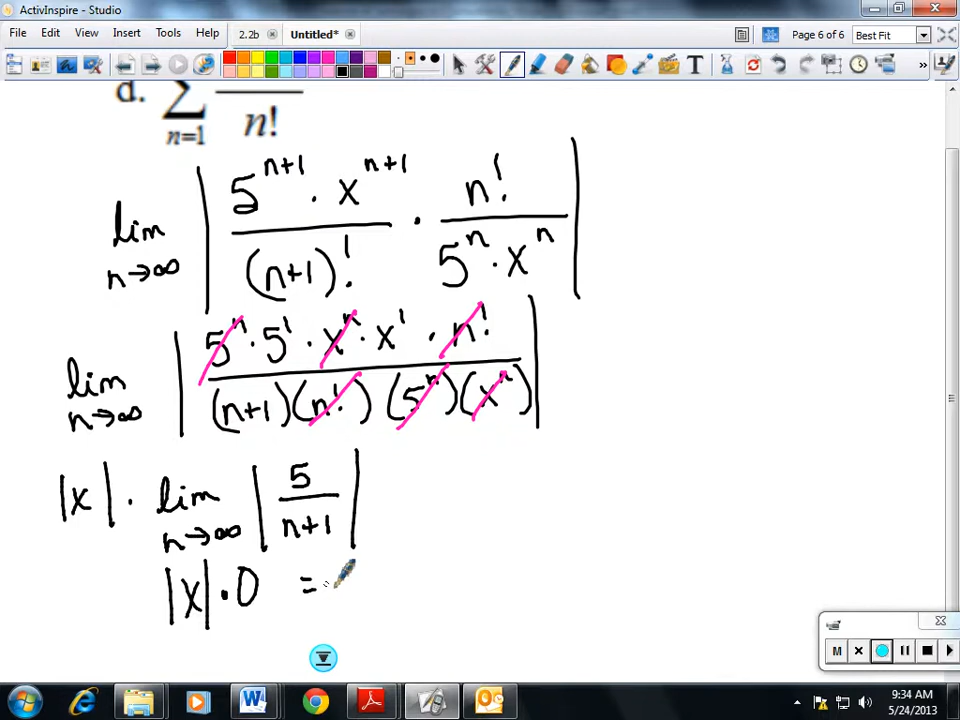 ActivInspire - Studio
File Edit View Insert Tools Help 2.2b Untitled* Page 6 of 6 Best Fit
d. ∑ n=1 n!
lim n→∞ | 5^{n+1} · x^{n+1} / (n+1)! · n! / 5^n · x^n |
lim n→∞ | 5^n · 5^1 · x^n · x^1 · n! / (n+1)(n!)(5^n)(x^n) |
|x| · lim n→∞ | 5 / n+1 |
|x| · 0 =
M
9:34 AM
5/24/2013